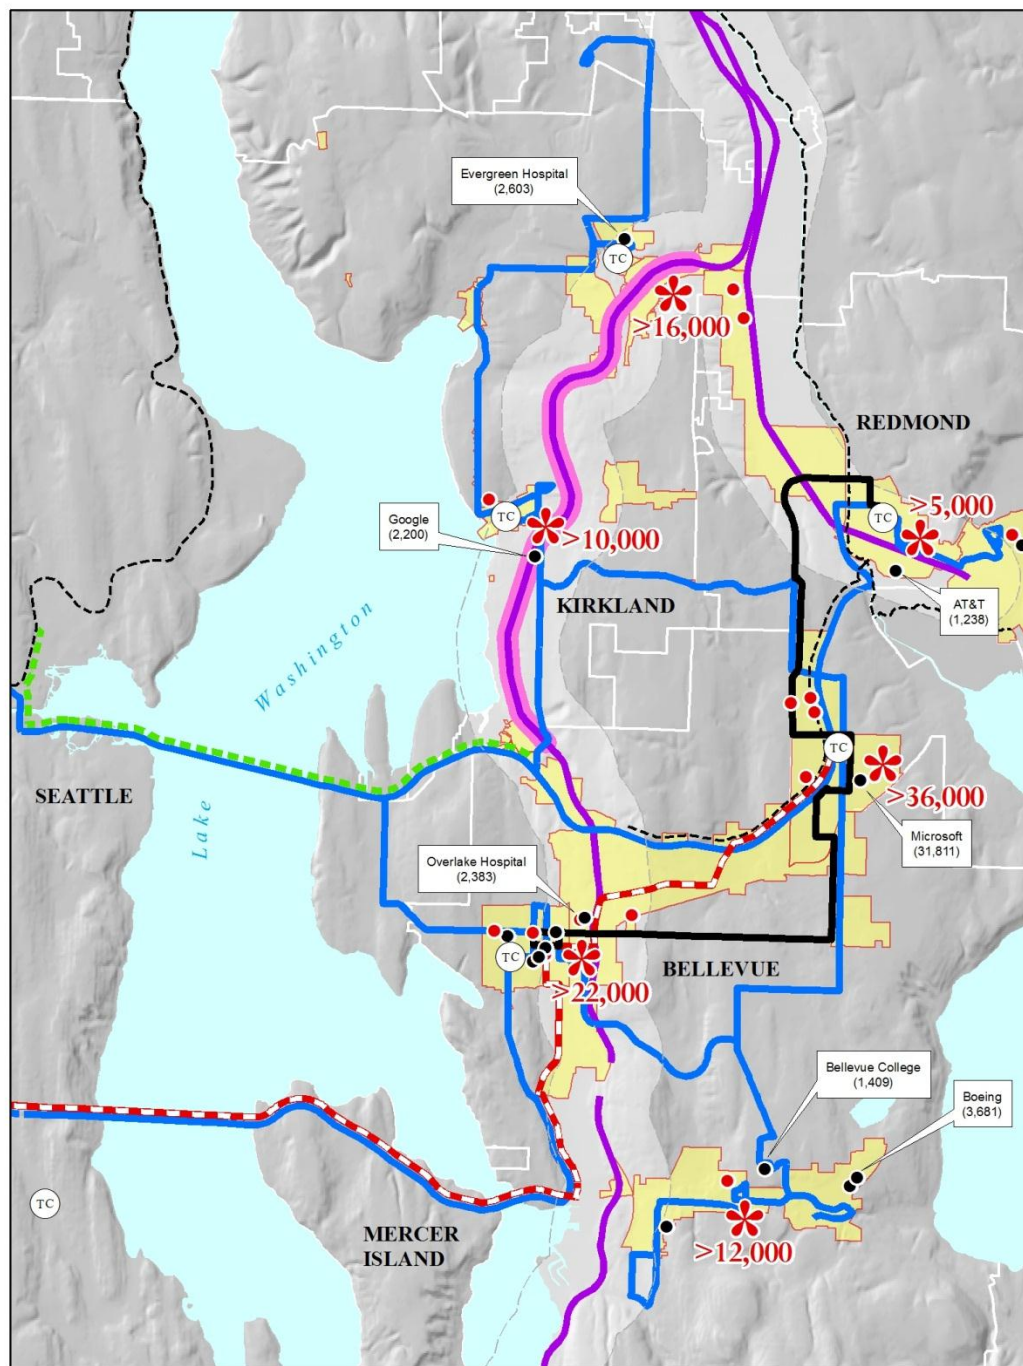 Evergreen Hospital
(2,603)
TC
>16,000
REDMOND
>5,000
TC
Google
(2,200)
TC
>10,000
AT&T
(1,238)
KIRKLAND
Washington
Lake
SEATTLE
TC
>36,000
Microsoft
(31,811)
Overlake Hospital
(2,383)
TC
BELLEVUE
>22,000
Bellevue College
(1,409)
Boeing
(3,681)
TC
MERCER
ISLAND
>12,000